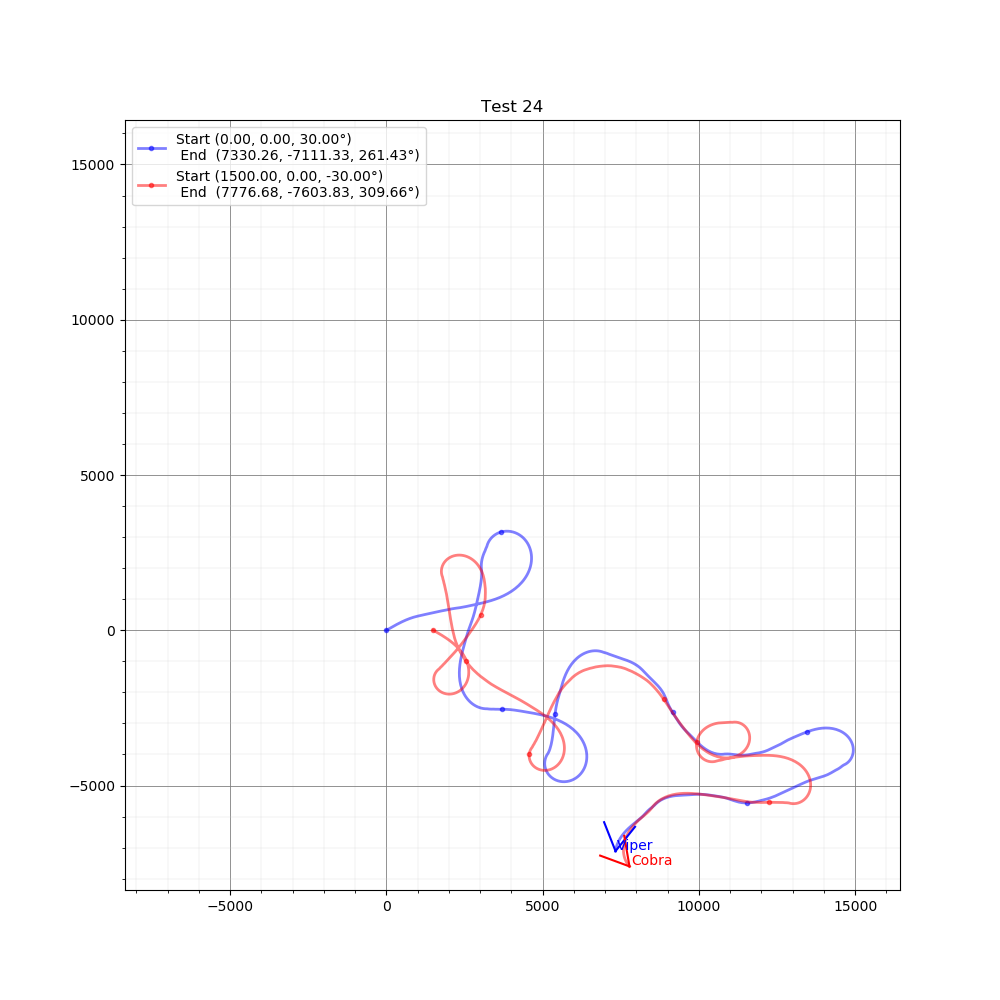 Test 24
Start (0.00, 0.00, 30.00°)
End (7330.26, -7111.33, 261.43°)
Start (1500.00, 0.00, -30.00°)
End (7776.68, -7603.83, 309.66°)
15000
10000
5000
0
−5000
Viper
Cobra
−5000
0
5000
10000
15000